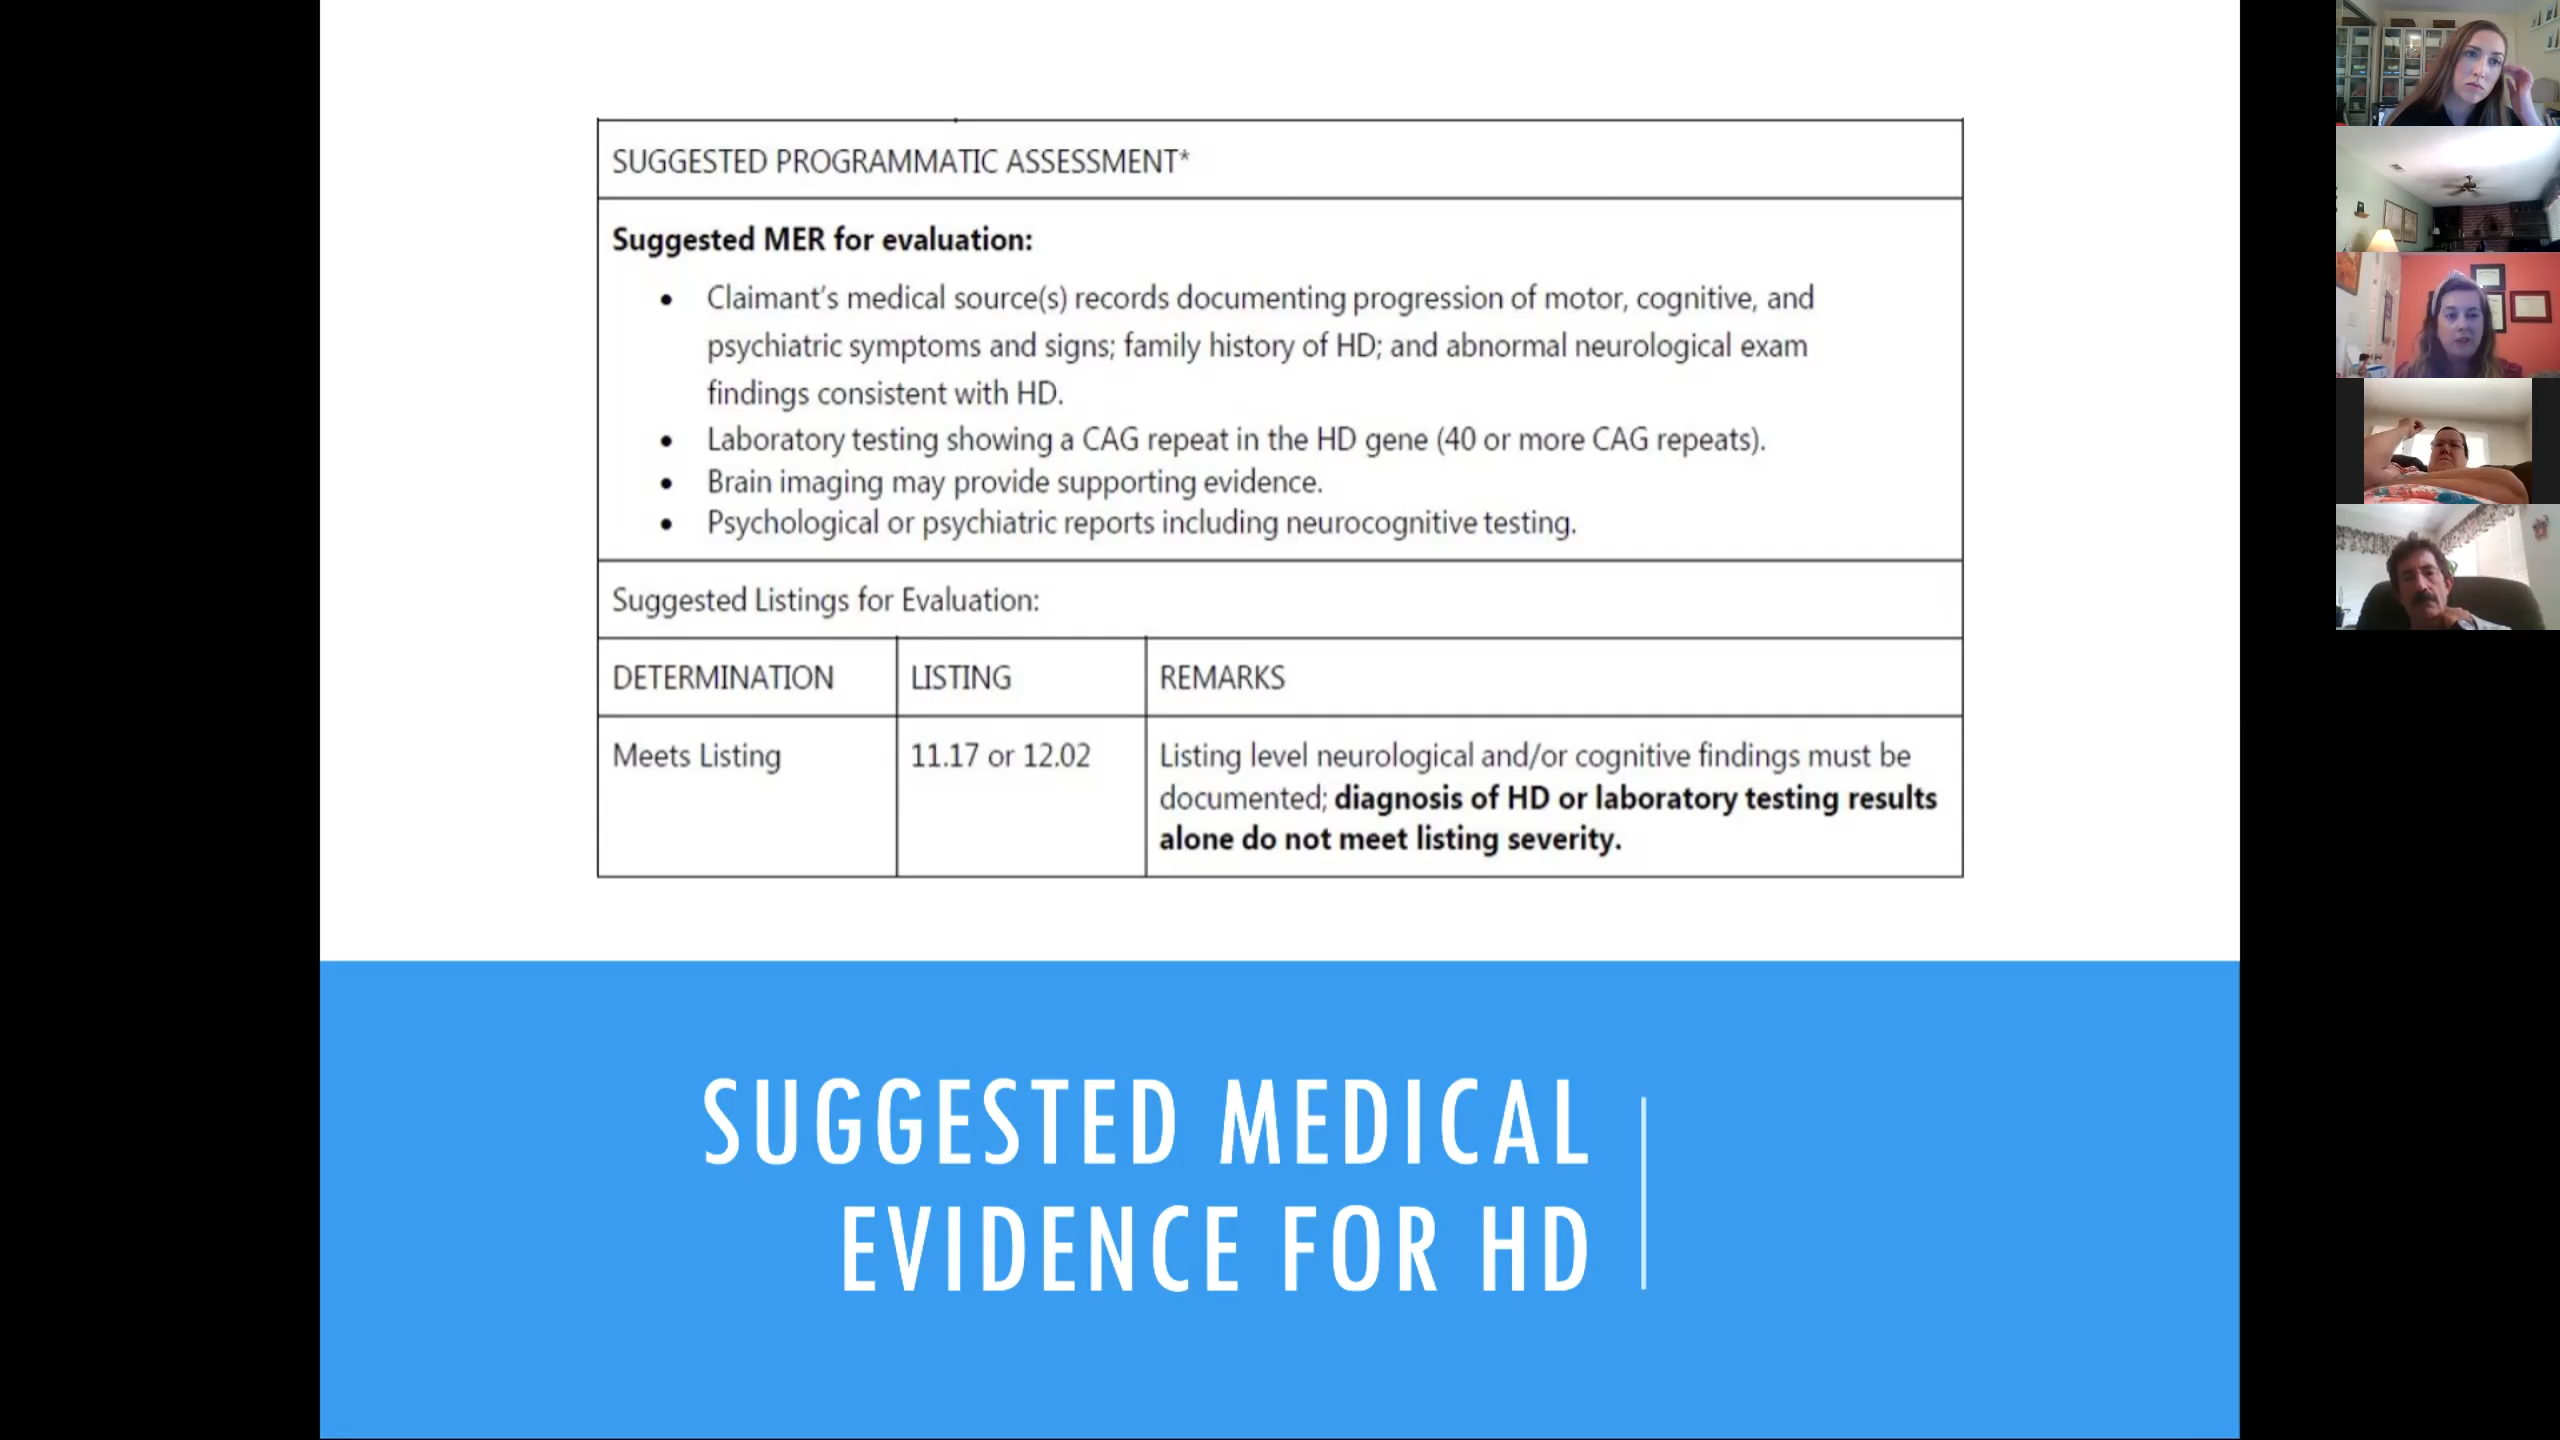 SUGGESTED PROGRAMMATIC ASSESSMENT*
Suggested MER for evaluation:
• Claimant's medical source(s) records documenting progression of motor, cognitive, and
psychiatric symptoms and signs; family history of HD; and abnormal neurological exam
findings consistent with HD.
• Laboratory testing showing a CAG repeat in the HD gene (40 or more CAG repeats).
• Brain imaging may provide supporting evidence.
• Psychological or psychiatric reports including neurocognitive testing.
Suggested Listings for Evaluation:
DETERMINATION LISTING REMARKS
Meets Listing 11.17 or 12.02 Listing level neurological and/or cognitive findings must be
documented; diagnosis of HD or laboratory testing results
alone do not meet listing severity.
SUGGESTED MEDICAL
EVIDENCE FOR HD